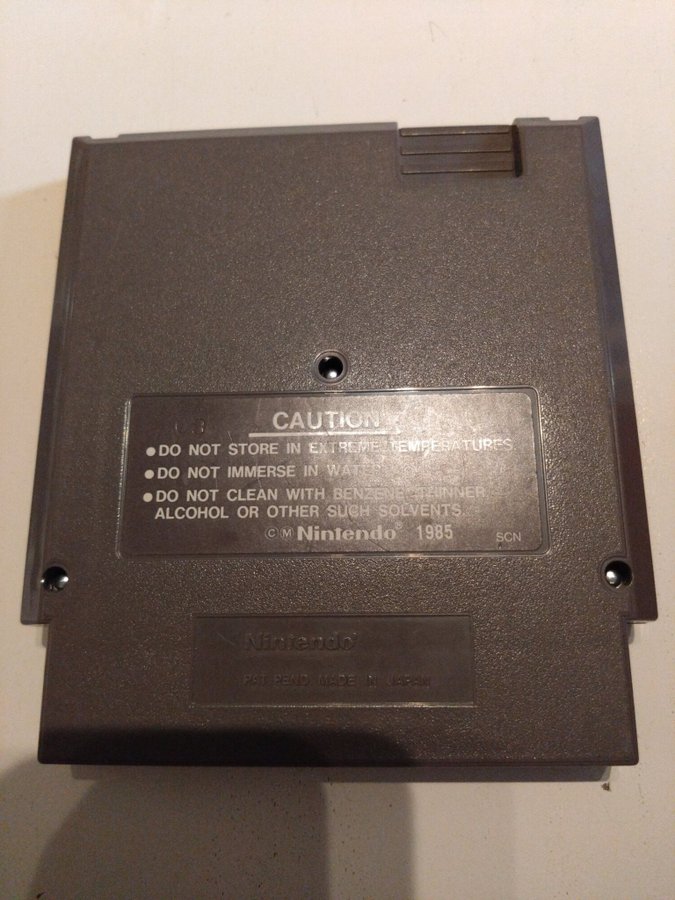 CAUTION
●DO NOT STORE IN EXTREME TEMPERATURES.
●DO NOT IMMERSE IN WATER.
●DO NOT CLEAN WITH BENZENE, THINNER
ALCOHOL OR OTHER SUCH SOLVENTS.
©M Nintendo® 1985 SCN
Nintendo®
PAT. PEND. MADE IN JAPAN